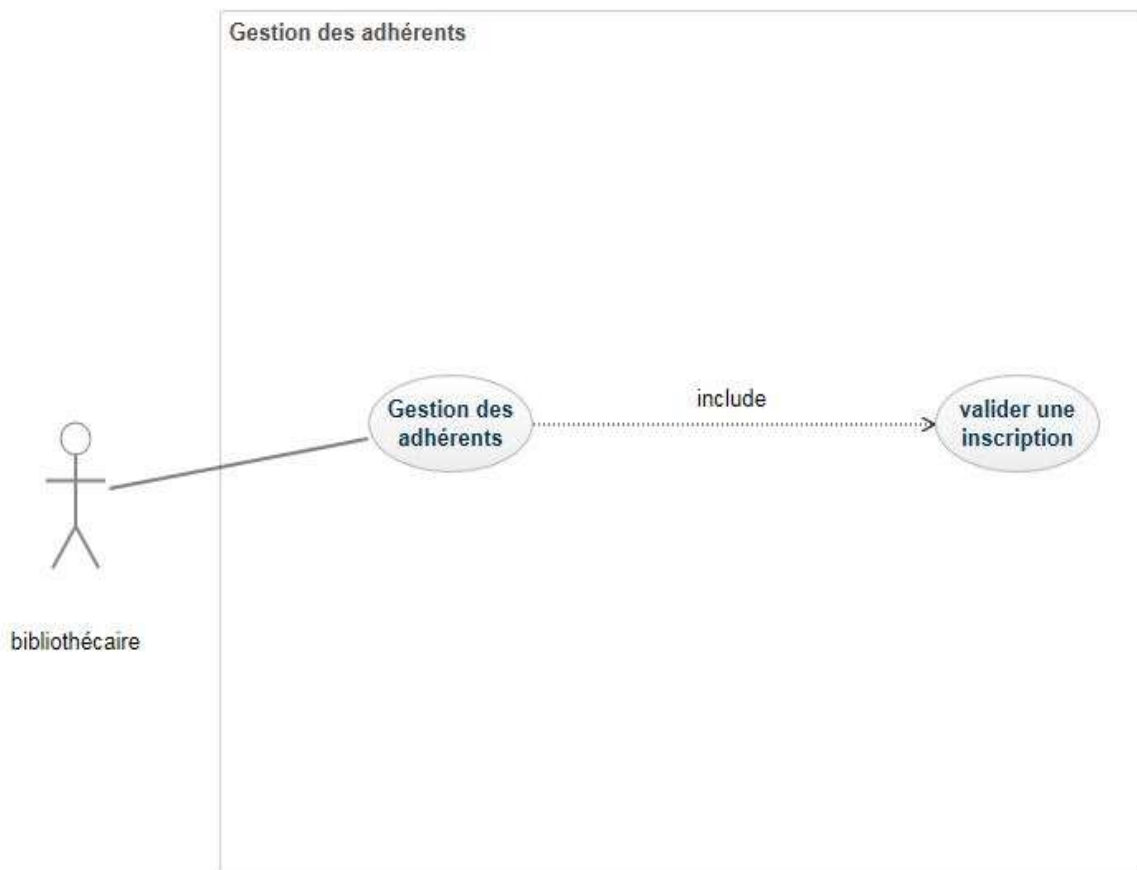 Gestion des adhérents
Gestion des
adhérents
include
valider une
inscription
bibliothécaire